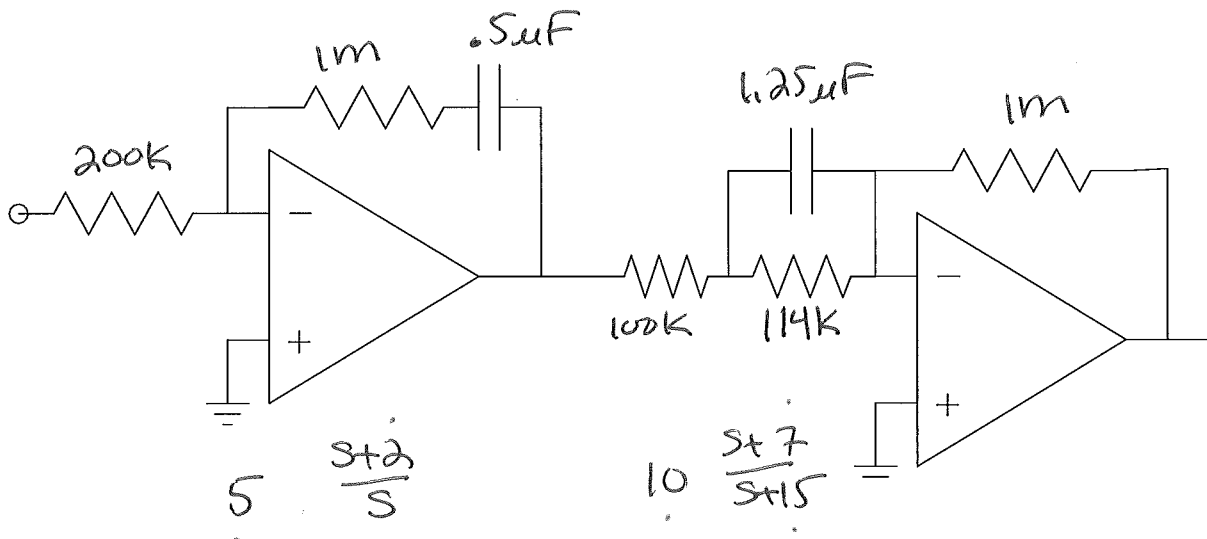 .5uF
1m
1.25uF
1m
200K
−
−
100K
114K
+
+
5 s+2/s
10 s+7/s+15